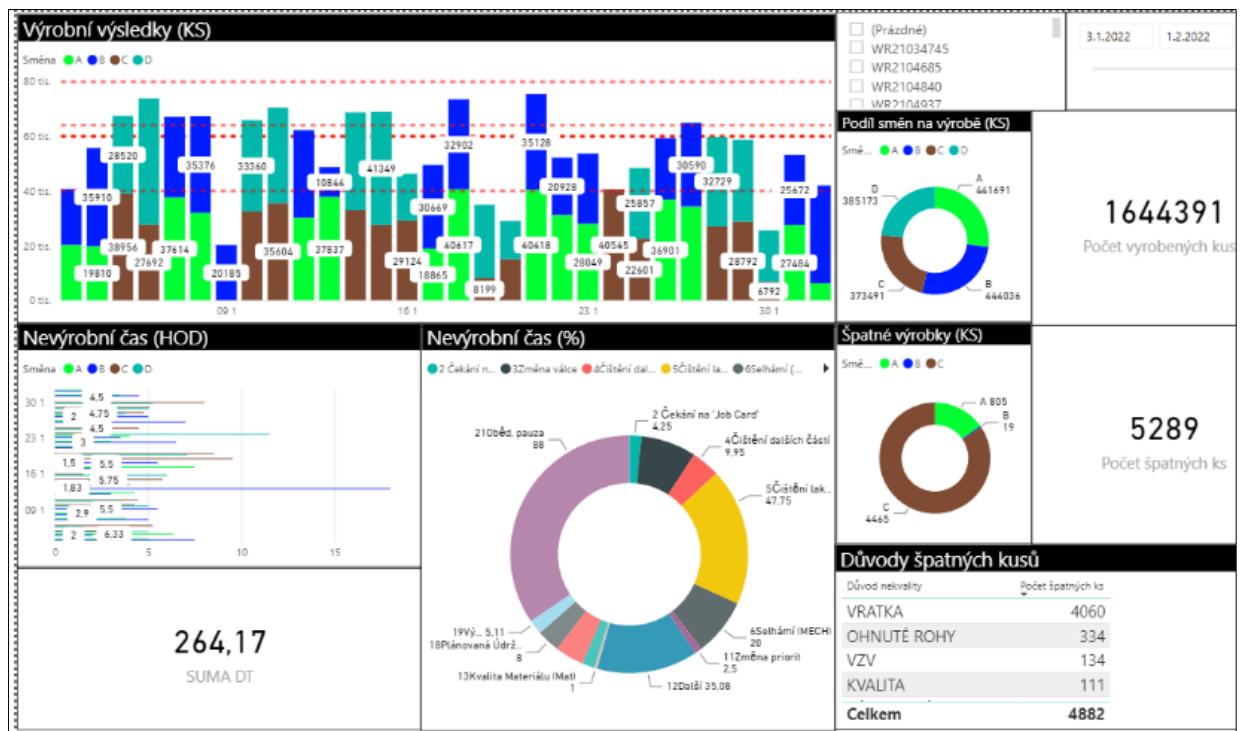 Výrobní výsledky (KS)
Směna A B C D
80 tis.
60 tis.
40 tis.
20 tis.
0 tis.
35910
19810
28520
38956
27692
37614
35376
20185
33360
35604
10844
37837
41349
29124
30669
18865
32902
40617
8199
35128
40418
20928
28049
40545
25857
22601
36901
30590
32729
28792
6792
25672
27484
09 1
16 1
23 1
30 1
(Prázdné)
WR21034745
WR2104685
WR2104840
WR2104937
3.1.2022 1.2.2022
Podíl směn na výrobě (KS)
Smě... A B C D
A
441691
B
444036
C
373491
D
385173
1644391
Počet vyrobených kus
Nevýrobní čas (HOD)
Směna A B C D
30 1
23 1
16 1
09 1
4,5
2 4,75
4,5
3
1,5 5,5
5,75
1,83
2,9 5,5
2 6,33
0 5 10 15
264,17
SUMA DT
Nevýrobní čas (%)
2 Čekání n... 3Změna válce 4Čištění dal... 5Čištění la... 6Selhámí (...
2 Čekání na 'Job Card'
4,25
4Čištění dalších částí
9,95
5Čištění lak...
47,75
6Selhámí (MECH)
20
11Změna priorit
2,5
12Další 35,08
13Kvalita Materiálu (Mat)
1
18Plánovaná Údrž...
8
19Vý... 5,11
21Oběd, pauza
88
Špatné výrobky (KS)
Smě... A B C
A 805
B
19
C
4465
5289
Počet špatných ks
Důvody špatných kusů
Důvod nekvality Počet špatných ks
VRATKA 4060
OHNUTÉ ROHY 334
VZV 134
KVALITA 111
Celkem 4882